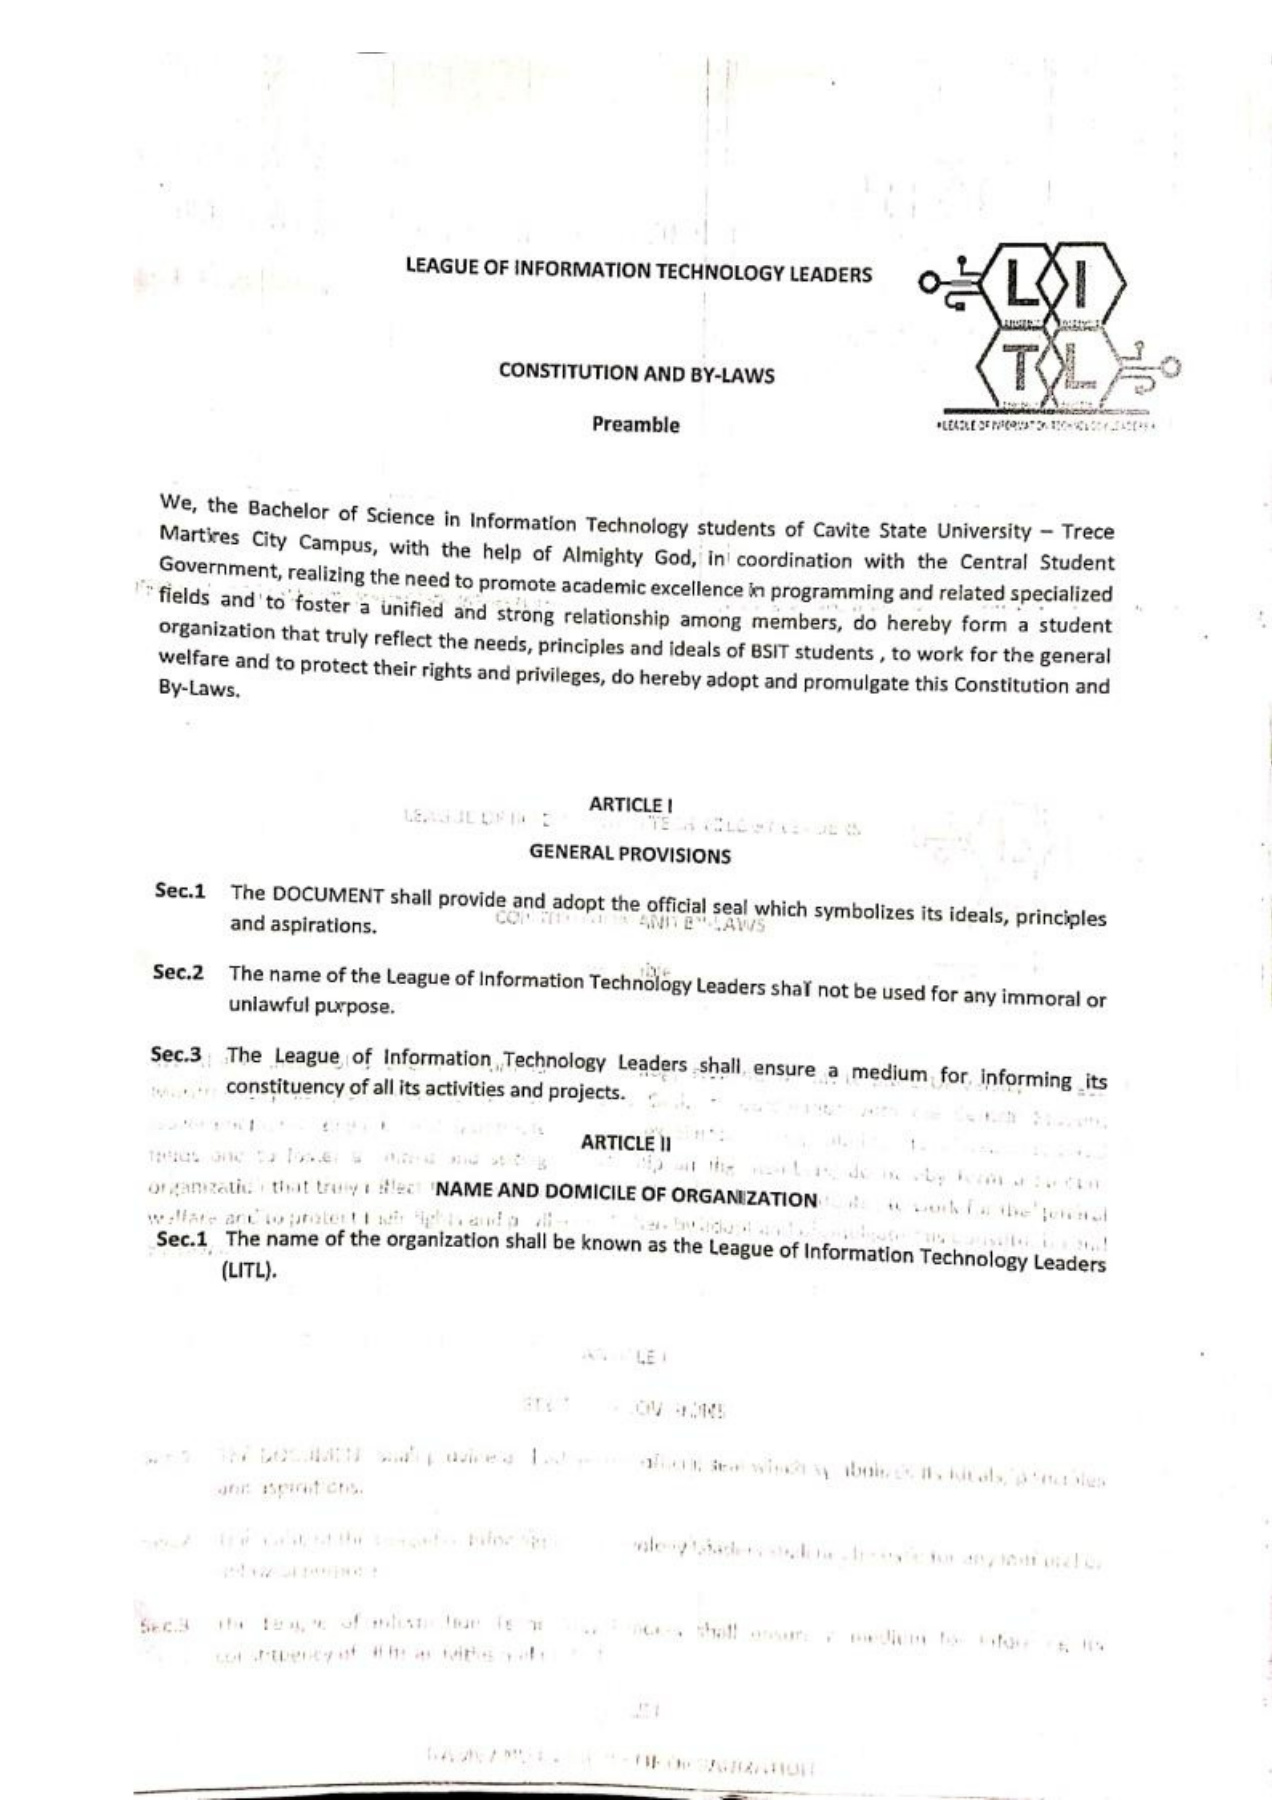 LEAGUE OF INFORMATION TECHNOLOGY LEADERS
L I
T L
CONSTITUTION AND BY-LAWS
Preamble
We, the Bachelor of Science in Information Technology students of Cavite State University – Trece
Martires City Campus, with the help of Almighty God, in coordination with the Central Student
Government, realizing the need to promote academic excellence in programming and related specialized
fields and to foster a unified and strong relationship among members, do hereby form a student
organization that truly reflect the needs, principles and ideals of BSIT students , to work for the general
welfare and to protect their rights and privileges, do hereby adopt and promulgate this Constitution and
By-Laws.
ARTICLE I
GENERAL PROVISIONS
Sec.1 The DOCUMENT shall provide and adopt the official seal which symbolizes its ideals, principles
and aspirations.
Sec.2 The name of the League of Information Technology Leaders shall not be used for any immoral or
unlawful purpose.
Sec.3 The League of Information Technology Leaders shall ensure a medium for informing its
constituency of all its activities and projects.
ARTICLE II
NAME AND DOMICILE OF ORGANIZATION
Sec.1 The name of the organization shall be known as the League of Information Technology Leaders
(LITL).